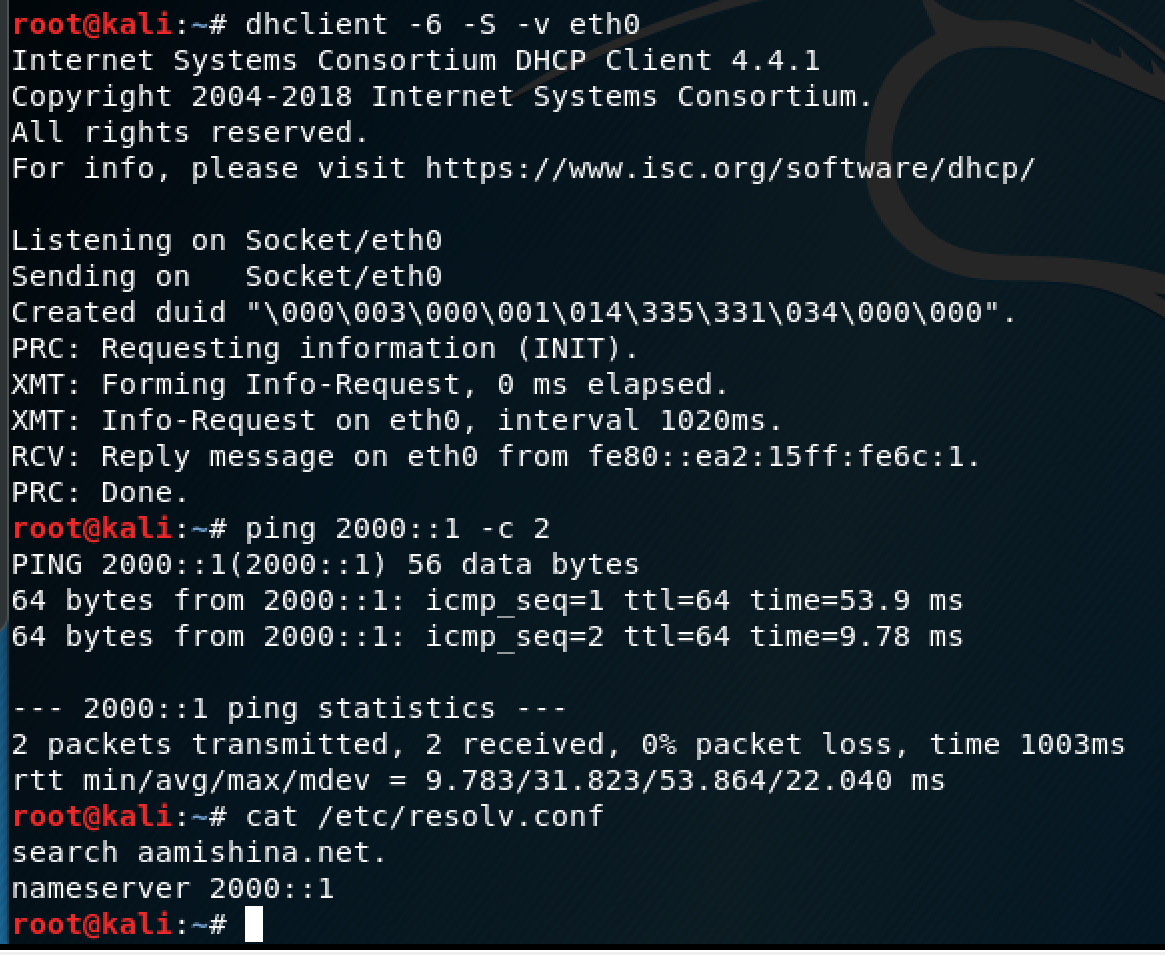 root@kali:~# dhclient -6 -S -v eth0
Internet Systems Consortium DHCP Client 4.4.1
Copyright 2004-2018 Internet Systems Consortium.
All rights reserved.
For info, please visit https://www.isc.org/software/dhcp/
Listening on Socket/eth0
Sending on   Socket/eth0
Created duid "\000\003\000\001\014\335\331\034\000\000".
PRC: Requesting information (INIT).
XMT: Forming Info-Request, 0 ms elapsed.
XMT: Info-Request on eth0, interval 1020ms.
RCV: Reply message on eth0 from fe80::ea2:15ff:fe6c:1.
PRC: Done.
root@kali:~# ping 2000::1 -c 2
PING 2000::1(2000::1) 56 data bytes
64 bytes from 2000::1: icmp_seq=1 ttl=64 time=53.9 ms
64 bytes from 2000::1: icmp_seq=2 ttl=64 time=9.78 ms
--- 2000::1 ping statistics ---
2 packets transmitted, 2 received, 0% packet loss, time 1003ms
rtt min/avg/max/mdev = 9.783/31.823/53.864/22.040 ms
root@kali:~# cat /etc/resolv.conf
search aamishina.net.
nameserver 2000::1
root@kali:~#